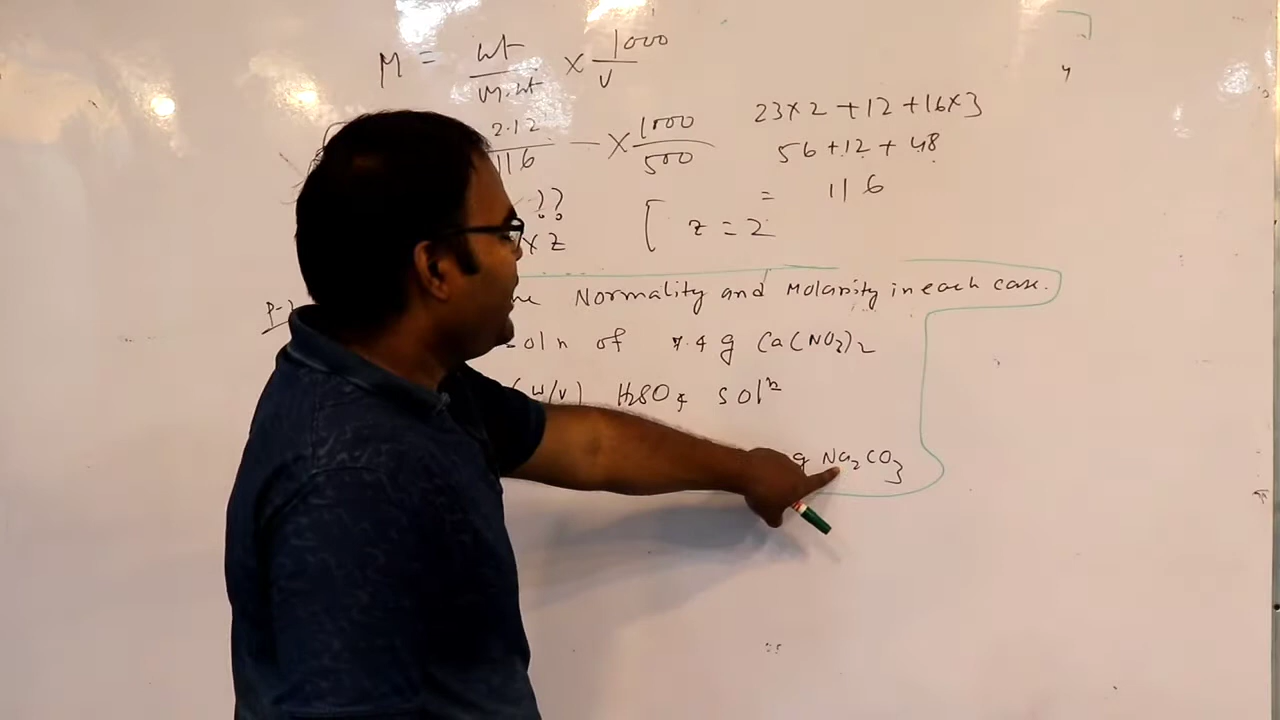 M = wt/M.wt × 1000/v
2.12/116 — × 1000/500
23×2 + 12 + 16×3
56 + 12 + 48
= 116
??
× z
[ z = 2
P-
Normality and Molarity in each case.
soln of 7.4 g Ca(NO3)2
(w/v) H2SO4 solⁿ
g Na2CO3